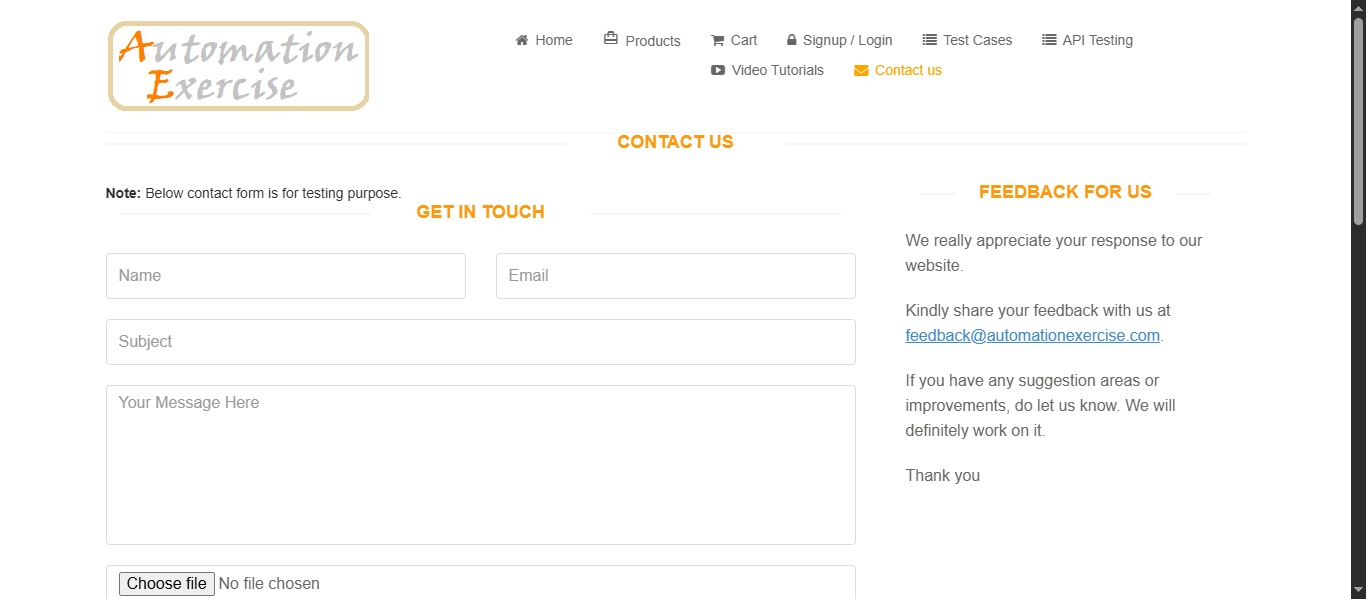 Automation
Exercise
Home
Products
Cart
Signup / Login
Test Cases
API Testing
Video Tutorials
Contact us
CONTACT US
Note: Below contact form is for testing purpose.
GET IN TOUCH
Name
Email
Subject
Your Message Here
Choose file No file chosen
FEEDBACK FOR US
We really appreciate your response to our
website.
Kindly share your feedback with us at
feedback@automationexercise.com.
If you have any suggestion areas or
improvements, do let us know. We will
definitely work on it.
Thank you